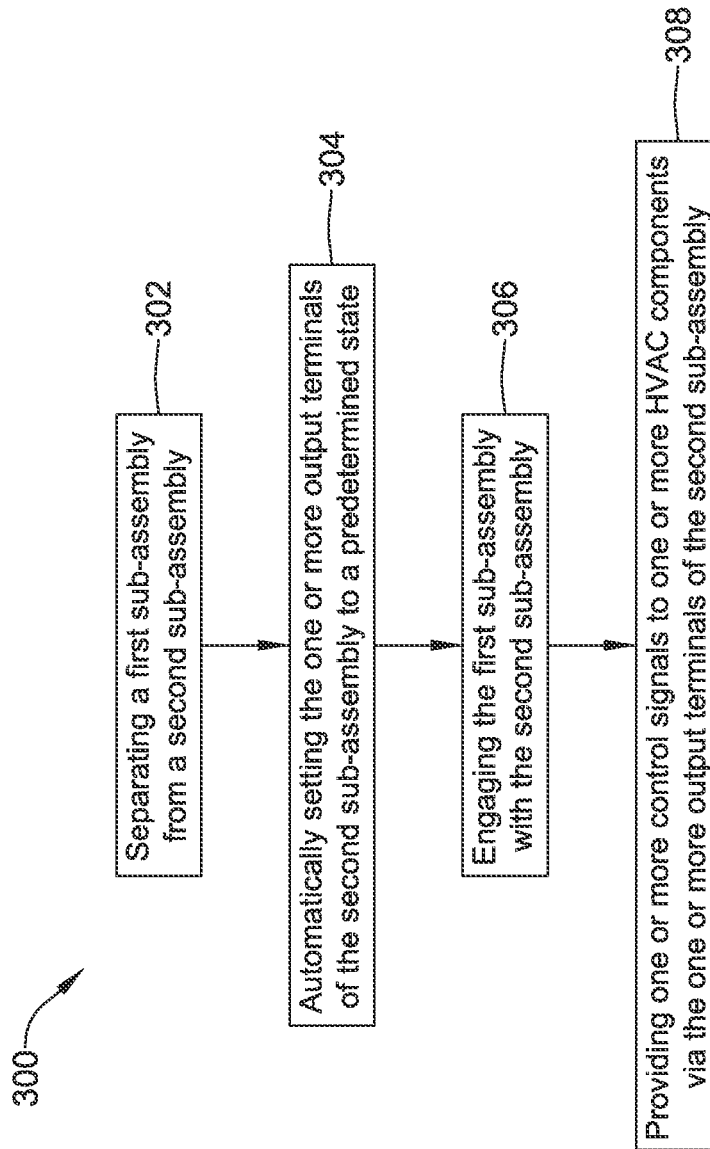 300
Separating a first sub-assembly
from a second sub-assembly
302
Automatically setting the one or more output terminals
of the second sub-assembly to a predetermined state
304
Engaging the first sub-assembly
with the second sub-assembly
306
Providing one or more control signals to one or more HVAC components
via the one or more output terminals of the second sub-assembly
308